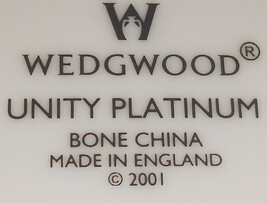 W
WEDGWOOD®
UNITY PLATINUM
BONE CHINA
MADE IN ENGLAND
© 2001